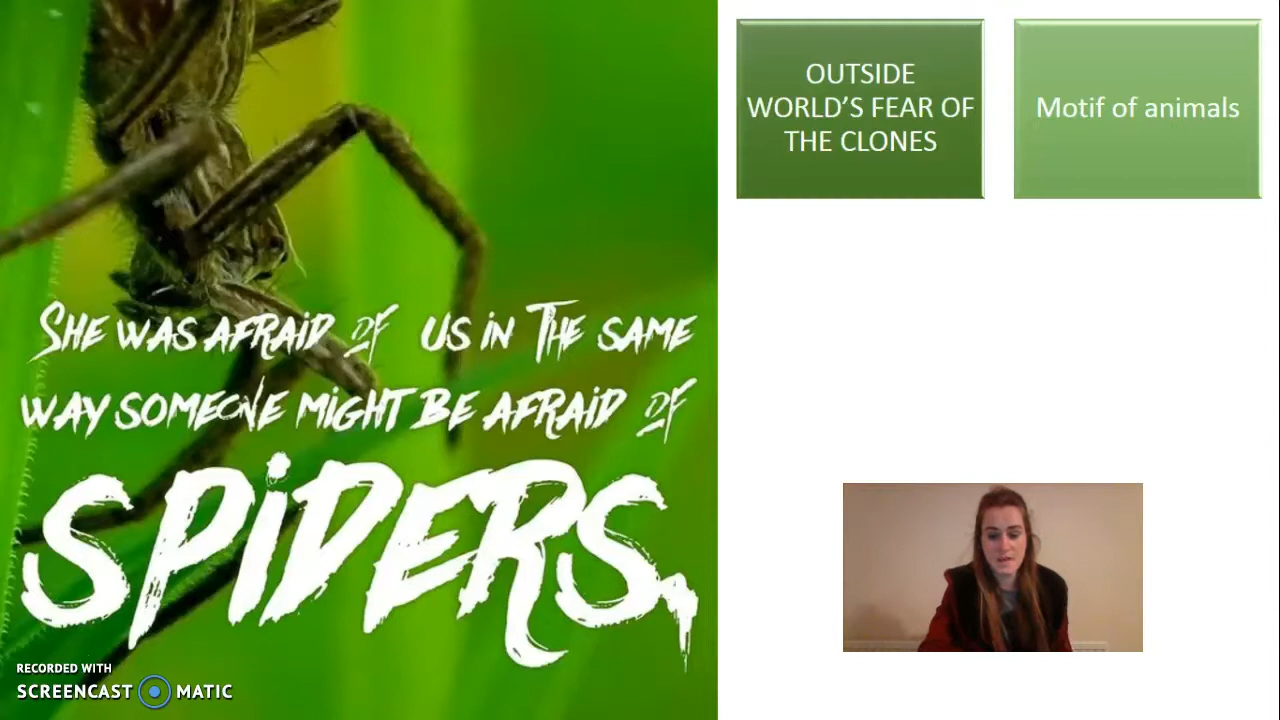 She was afraid of us in the same
way someone might be afraid of
SPiDERS.
OUTSIDE
WORLD'S FEAR OF
THE CLONES
Motif of animals
RECORDED WITH
SCREENCAST MATIC